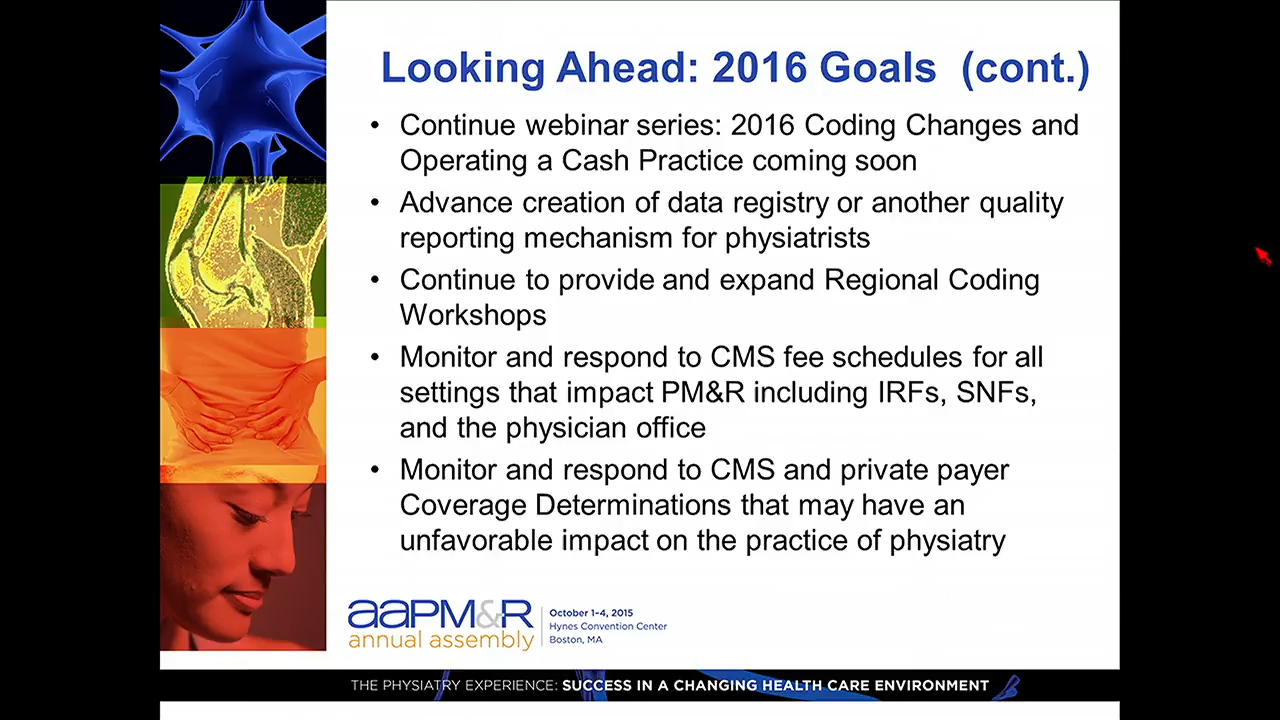 Looking Ahead: 2016 Goals (cont.)
• Continue webinar series: 2016 Coding Changes and
Operating a Cash Practice coming soon
• Advance creation of data registry or another quality
reporting mechanism for physiatrists
• Continue to provide and expand Regional Coding
Workshops
• Monitor and respond to CMS fee schedules for all
settings that impact PM&R including IRFs, SNFs,
and the physician office
• Monitor and respond to CMS and private payer
Coverage Determinations that may have an
unfavorable impact on the practice of physiatry
aaPM&R
annual assembly
October 1-4, 2015
Hynes Convention Center
Boston, MA
THE PHYSIATRY EXPERIENCE: SUCCESS IN A CHANGING HEALTH CARE ENVIRONMENT